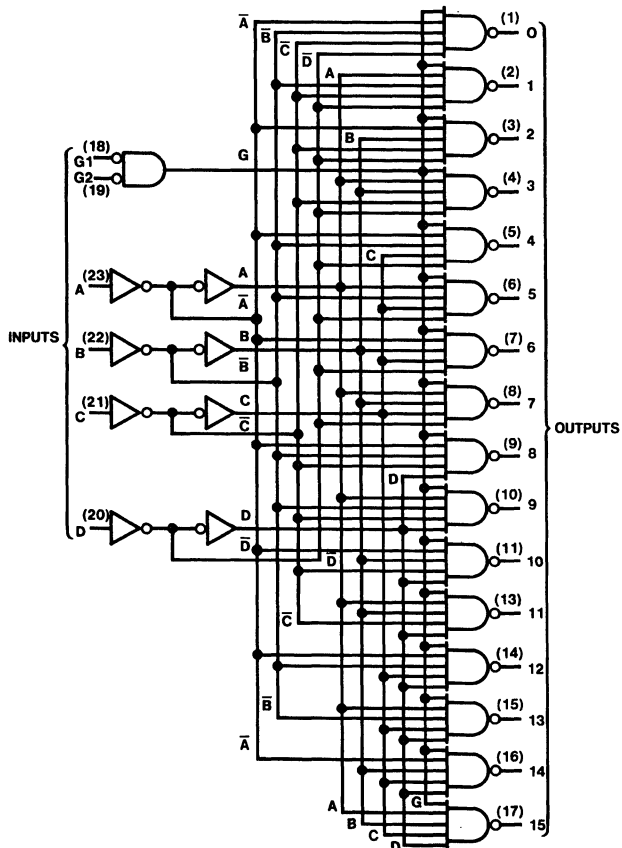 A̅ (1) 0
B̅
C̅
D̅
A (2) 1
(3) 2
B
INPUTS
(18)
G1
G2
(19)
G
(4) 3
(5) 4
C
(23)
A
A
A̅
(6) 5
(22)
B
B
B̅
(7) 6
(21)
C
C
C̅
(8) 7
OUTPUTS
(9) 8
D
(20)
D
D
D̅
(10) 9
D̅
(11) 10
C̅
(13) 11
(14) 12
B̅
(15) 13
A̅
(16) 14
G
A
B
C
D
(17) 15